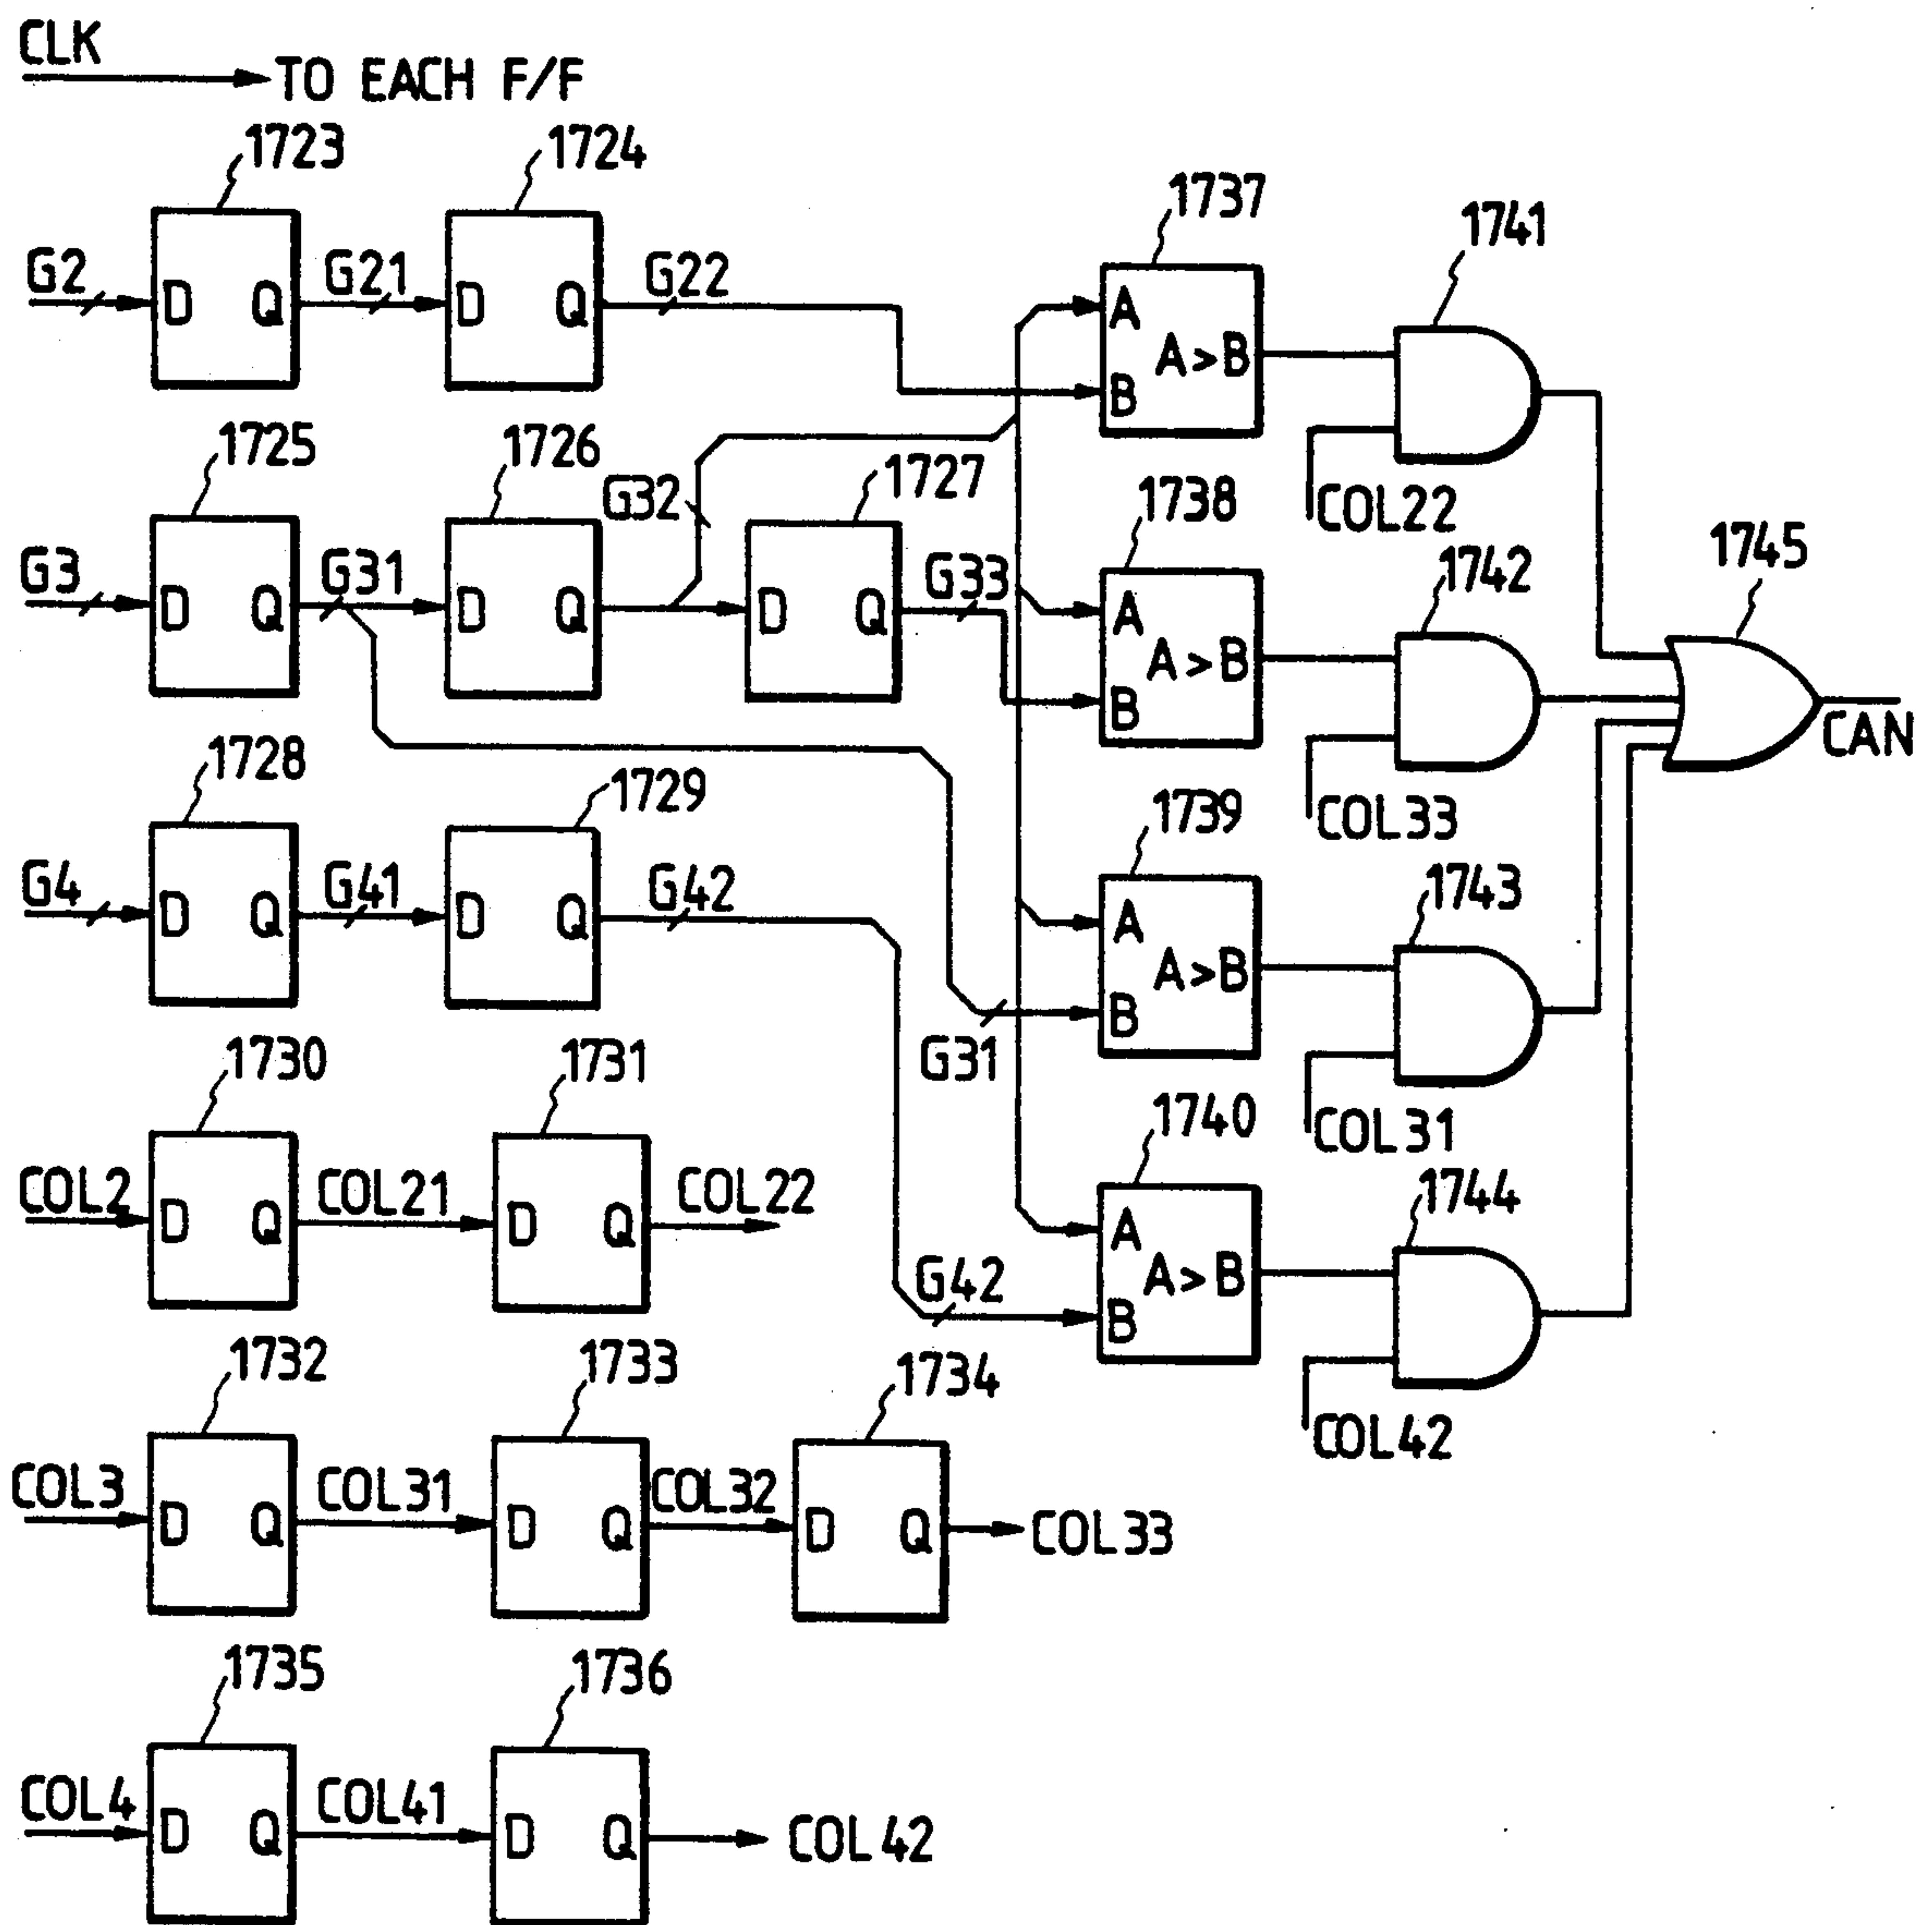 CLK
TO EACH F/F
1723
1724
1737
1741
G2
D
Q
G21
D
Q
G22
A
A>B
B
COL22
1725
1726
G32
1727
1738
1742
1745
G3
D
Q
G31
D
Q
D
Q
G33
A
A>B
B
COL33
CAN
1728
1729
1739
1743
G4
D
Q
G41
D
Q
G42
A
A>B
B
G31
COL31
1730
1731
1740
1744
COL2
D
Q
COL21
D
Q
COL22
A
A>B
B
G42
COL42
1732
1733
1734
COL3
D
Q
COL31
D
Q
COL32
D
Q
COL33
1735
1736
COL4
D
Q
COL41
D
Q
COL42